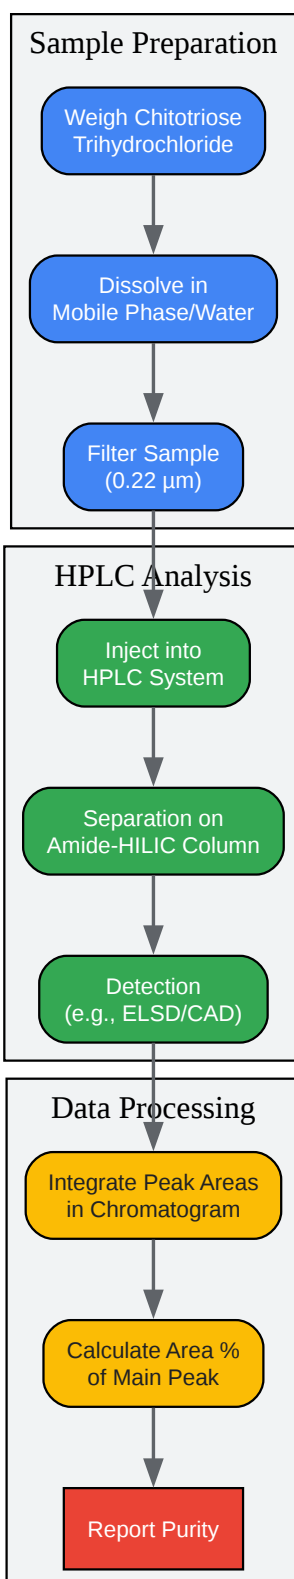 Sample Preparation
Weigh Chitotriose
Trihydrochloride
Dissolve in
Mobile Phase/Water
Filter Sample
(0.22 µm)
HPLC Analysis
Inject into
HPLC System
Separation on
Amide-HILIC Column
Detection
(e.g., ELSD/CAD)
Data Processing
Integrate Peak Areas
in Chromatogram
Calculate Area %
of Main Peak
Report Purity